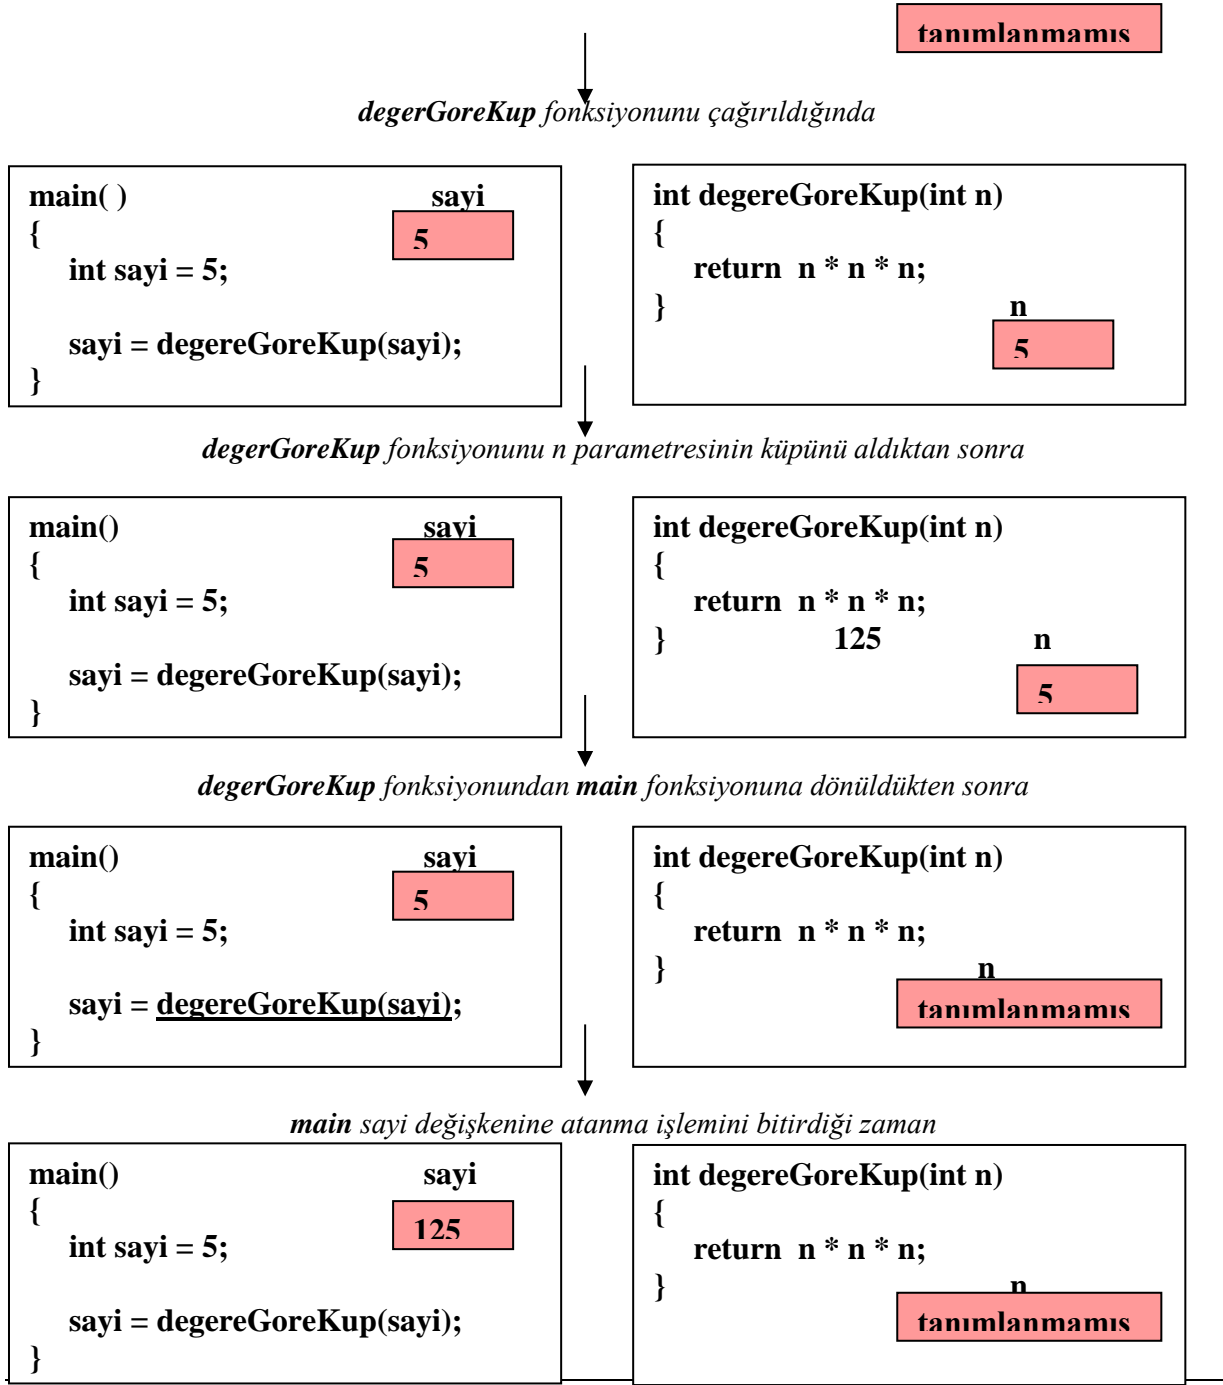 tanımlanmamış
degerGoreKup fonksiyonunu çağırıldığında
main( )
sayi
{
5
int sayi = 5;
sayi = degereGoreKup(sayi);
}
int degereGoreKup(int n)
{
return n * n * n;
}
n
5
degerGoreKup fonksiyonunu n parametresinin küpünü aldıktan sonra
main()
sayi
{
5
int sayi = 5;
sayi = degereGoreKup(sayi);
}
int degereGoreKup(int n)
{
return n * n * n;
} 125 n
5
degerGoreKup fonksiyonundan main fonksiyonuna dönüldükten sonra
main()
sayi
{
5
int sayi = 5;
sayi = degereGoreKup(sayi);
}
int degereGoreKup(int n)
{
return n * n * n;
}
n
tanımlanmamış
main sayi değişkenine atanma işlemini bitirdiği zaman
main()
sayi
{
125
int sayi = 5;
sayi = degereGoreKup(sayi);
}
int degereGoreKup(int n)
{
return n * n * n;
}
n
tanımlanmamış